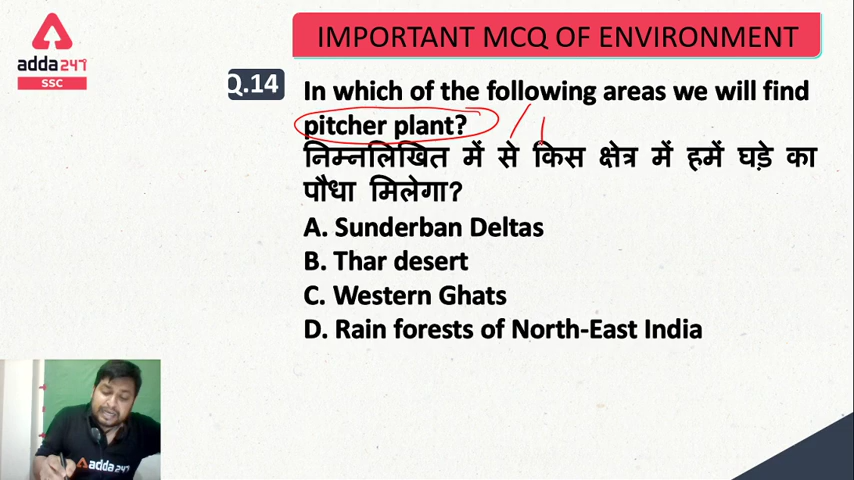 IMPORTANT MCQ OF ENVIRONMENT
adda247
SSC
Q.14
In which of the following areas we will find
pitcher plant?
निम्नलिखित में से किस क्षेत्र में हमें घड़े का
पौधा मिलेगा?
A. Sunderban Deltas
B. Thar desert
C. Western Ghats
D. Rain forests of North-East India
adda247